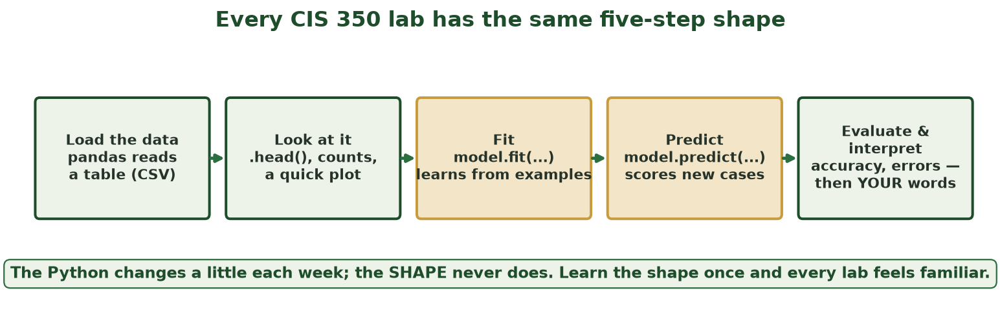 Every CIS 350 lab has the same five-step shape
Load the data
pandas reads
a table (CSV)
Look at it
.head(), counts,
a quick plot
Fit
model.fit(...)
learns from examples
Predict
model.predict(...)
scores new cases
Evaluate &
interpret
accuracy, errors —
then YOUR words
The Python changes a little each week; the SHAPE never does. Learn the shape once and every lab feels familiar.